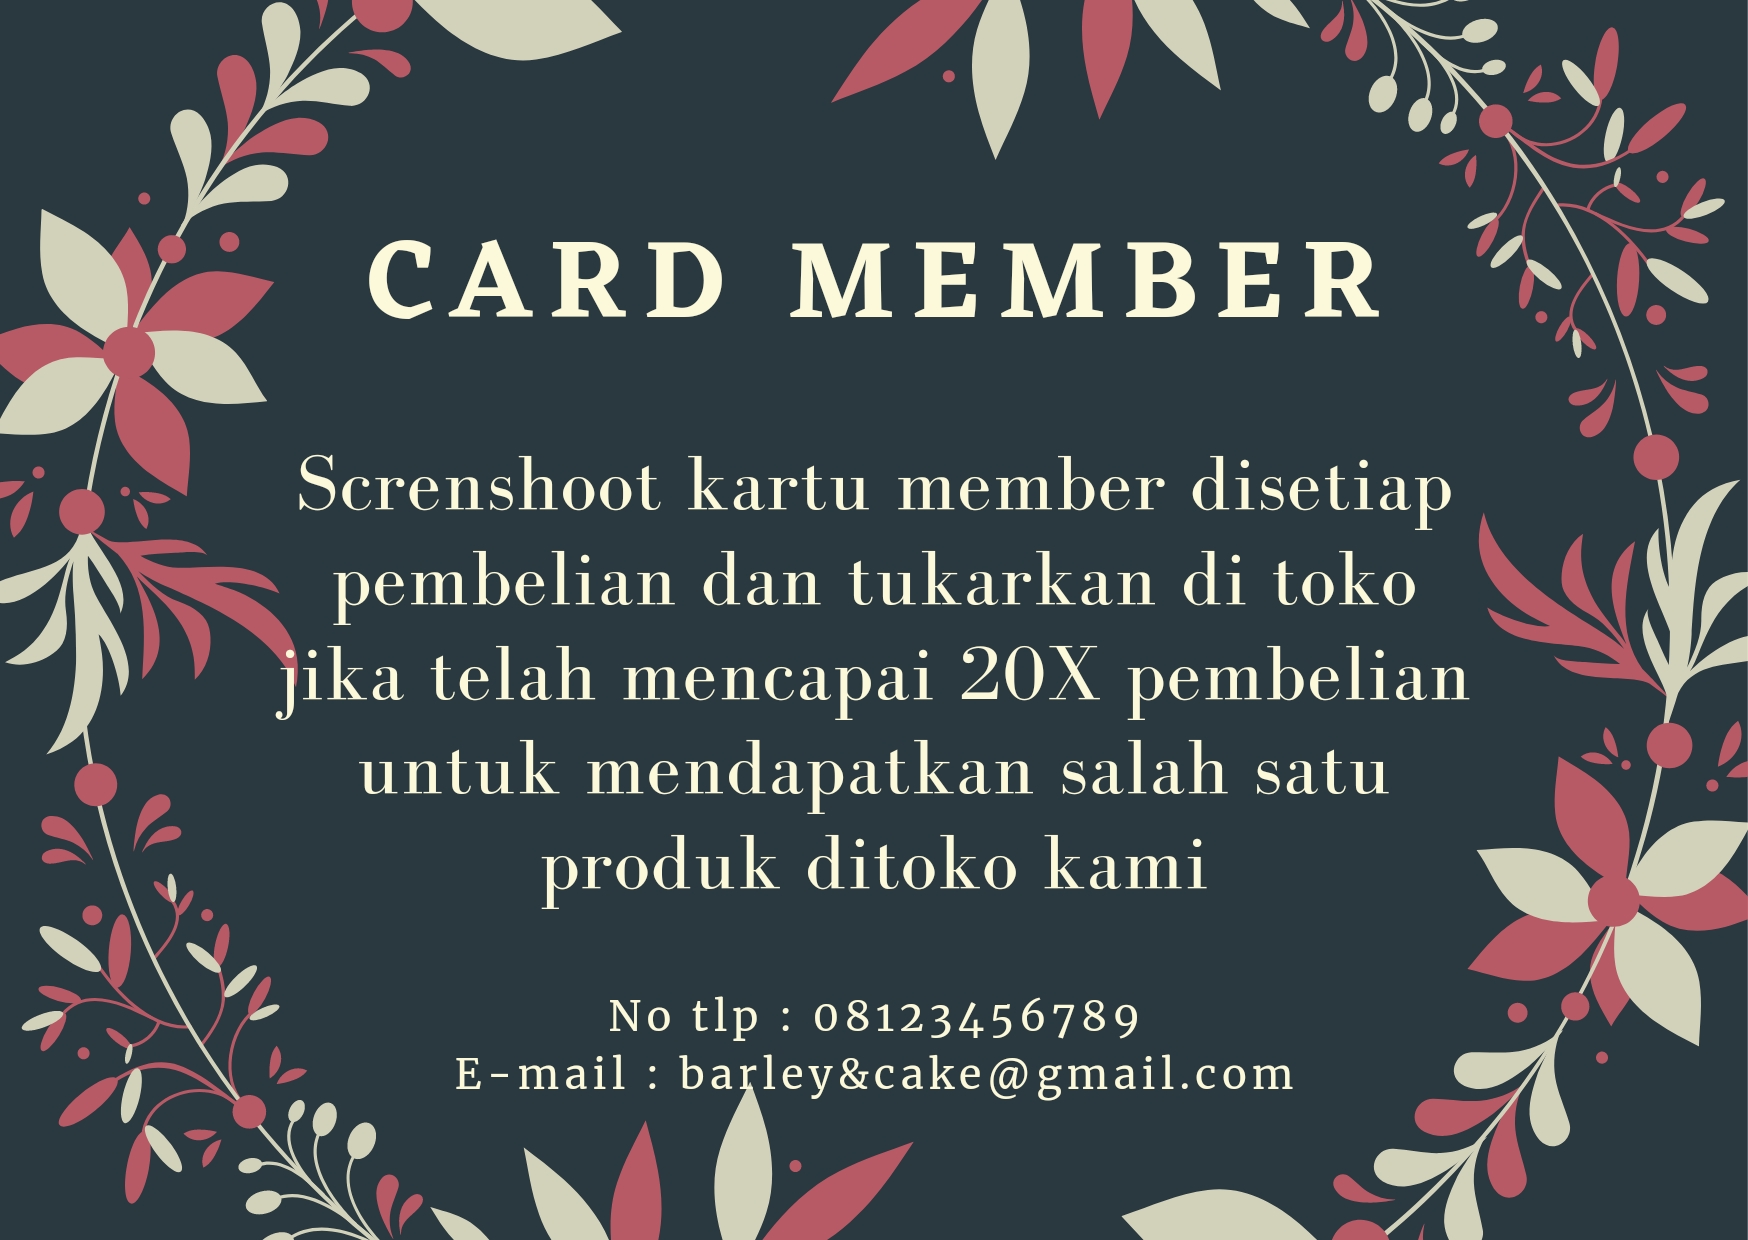 CARD MEMBER
Screnshoot kartu member disetiap
pembelian dan tukarkan di toko
jika telah mencapai 20X pembelian
untuk mendapatkan salah satu
produk ditoko kami
No tlp : 08123456789
E-mail : barley&cake@gmail.com